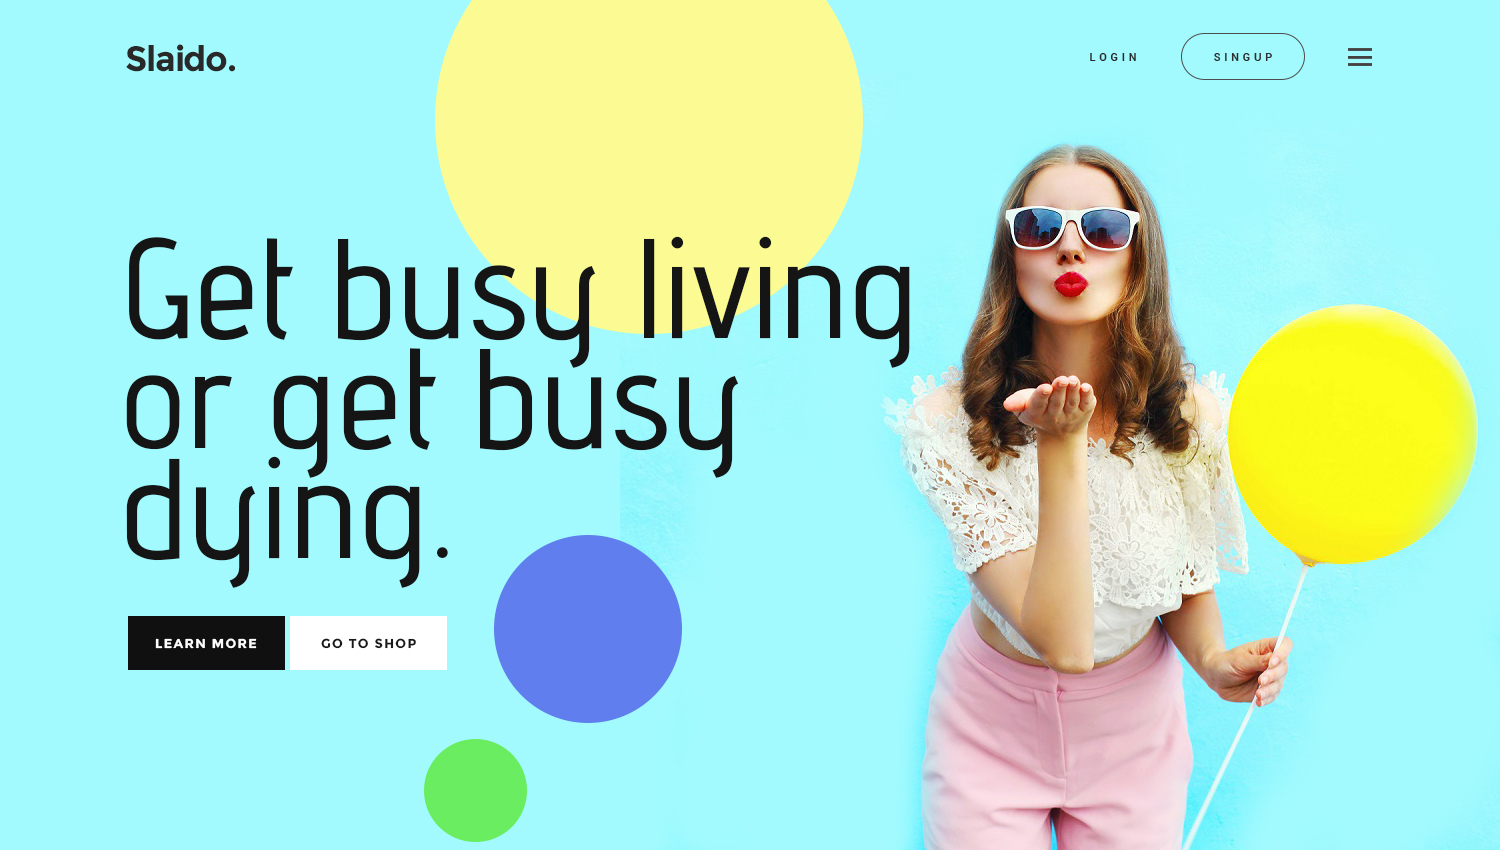 Slaido.
LOGIN
SINGUP
Get busy living
or get busy
dying.
LEARN MORE
GO TO SHOP